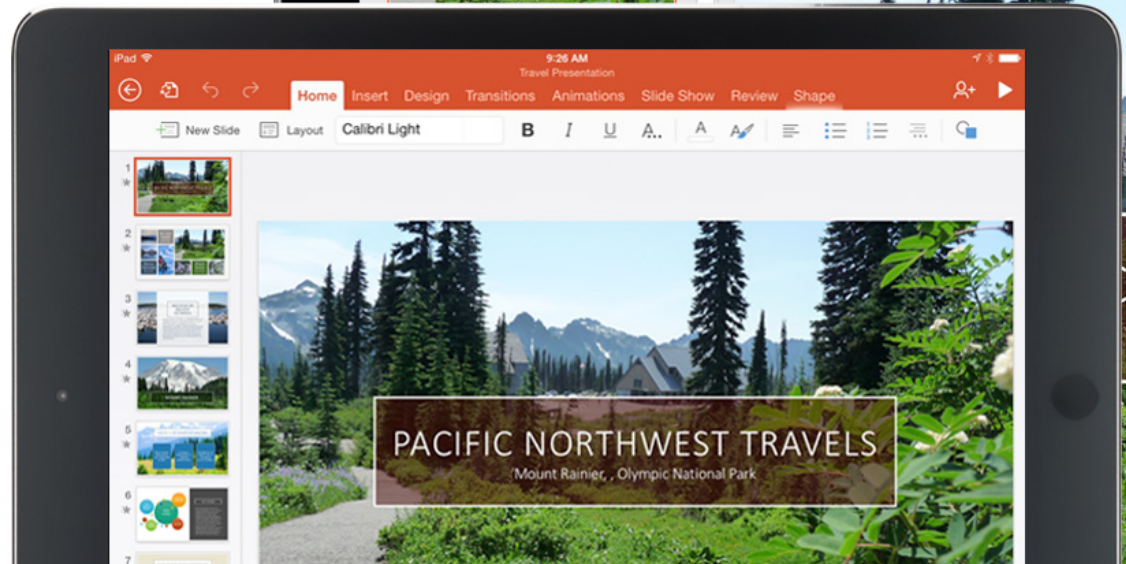 iPad
9:26 AM
Travel Presentation
Home Insert Design Transitions Animations Slide Show Review Shape
New Slide Layout Calibri Light B I U A... A
1
2
3
4
5
6
7
PACIFIC NORTHWEST TRAVELS
Mount Rainier, , Olympic National Park